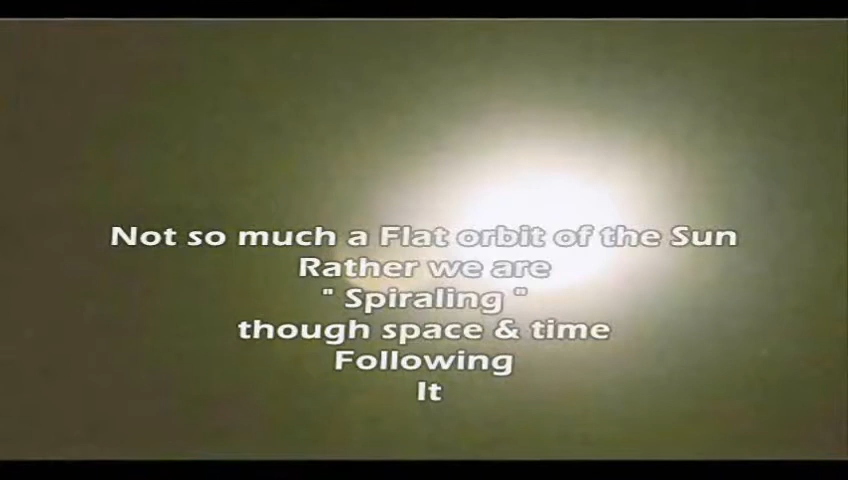 Not so much a Flat orbit of the Sun
Rather we are
" Spiraling "
though space & time
Following
It